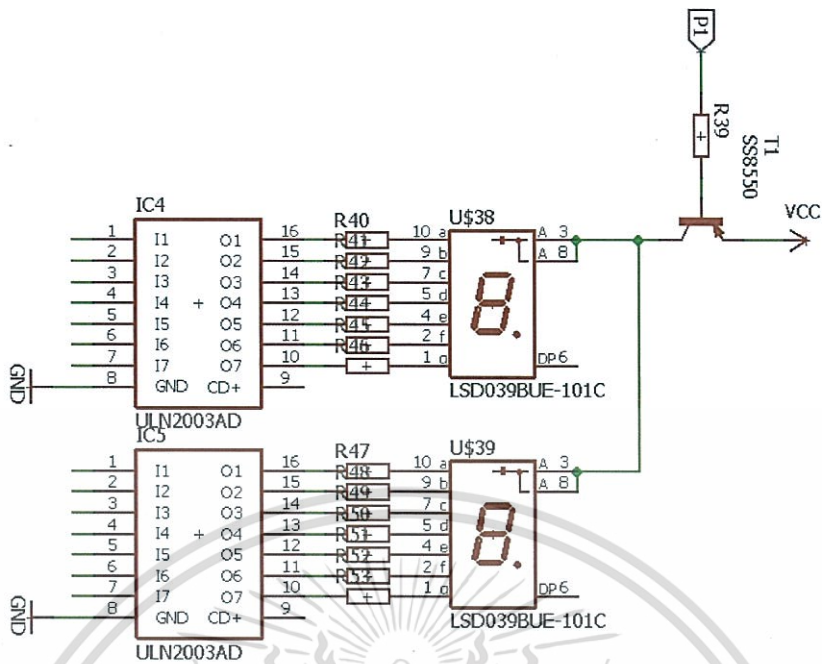 P1
R39
T1
SS8550
VCC
IC4
R40
U$38
1 I1 O1 16 R41 10 a A 3
2 I2 O2 15 R42 9 b A 8
3 I3 O3 14 R43 7 c
4 I4 + O4 13 R44 5 d
5 I5 O5 12 R45 4 e
6 I6 O6 11 R46 2 f
7 I7 O7 10 1 g DP 6
8 GND CD+ 9
GND
ULN2003AD
LSD039BUE-101C
IC5
R47
U$39
1 I1 O1 16 R48 10 a A 3
2 I2 O2 15 R49 9 b A 8
3 I3 O3 14 R50 7 c
4 I4 + O4 13 R51 5 d
5 I5 O5 12 R52 4 e
6 I6 O6 11 R53 2 f
7 I7 O7 10 1 g DP 6
8 GND CD+ 9
GND
ULN2003AD
LSD039BUE-101C